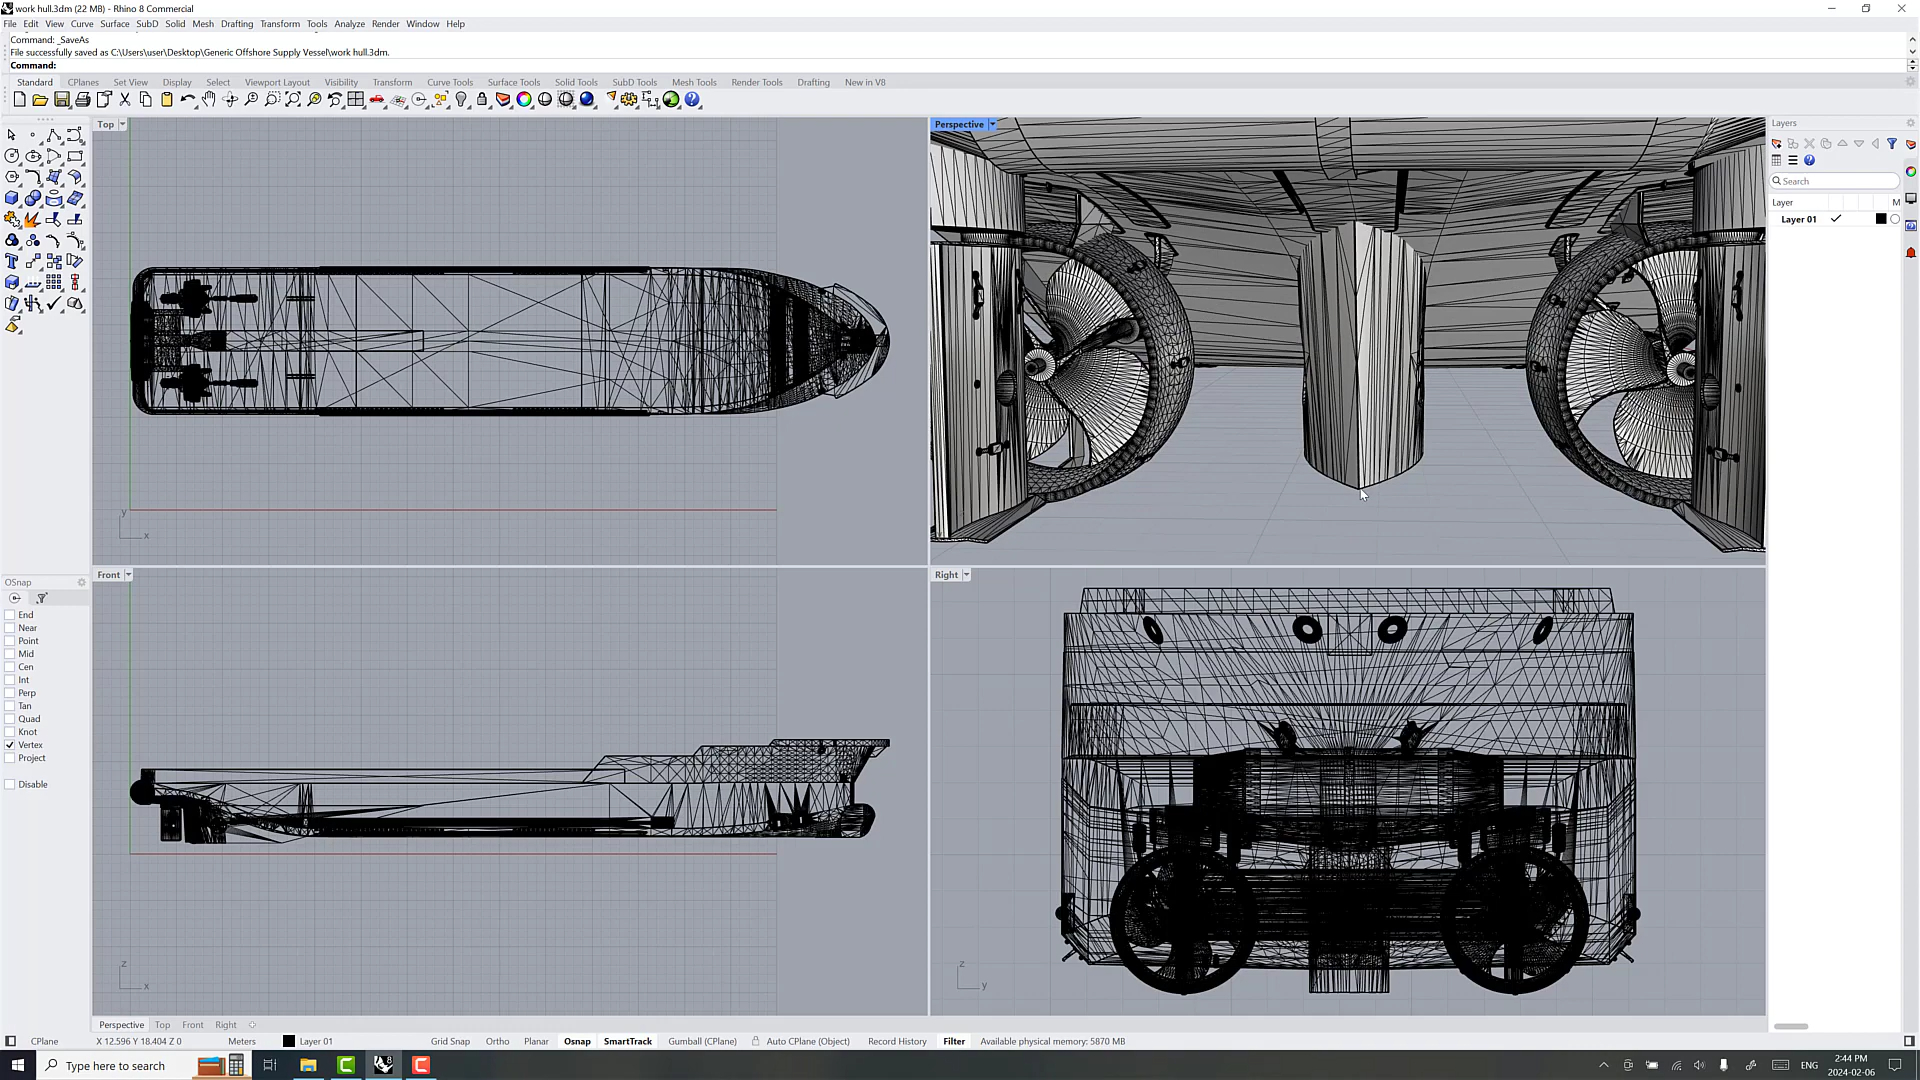 work hull.3dm (22 MB) - Rhino 8 Commercial
File Edit View Curve Surface SubD Solid Mesh Drafting Transform Tools Analyze Render Window Help
Command: _SaveAs
File successfully saved as C:\Users\user\Desktop\Generic Offshore Supply Vessel\work hull.3dm.
Command:
Standard CPlanes Set View Display Select Viewport Layout Visibility Transform Curve Tools Surface Tools Solid Tools SubD Tools Mesh Tools Render Tools Drafting New in V8
Top
y
x
Perspective
Layers
Search
Layer M
Layer 01
OSnap
End
Near
Point
Mid
Cen
Int
Perp
Tan
Quad
Knot
Vertex
Project
Disable
Front
z
x
Right
z
y
Perspective Top Front Right
CPlane X 12.596 Y 18.404 Z 0 Meters Layer 01 Grid Snap Ortho Planar Osnap SmartTrack Gumball (CPlane) Auto CPlane (Object) Record History Filter Available physical memory: 5870 MB
Type here to search
ENG
2:44 PM
2024-02-06